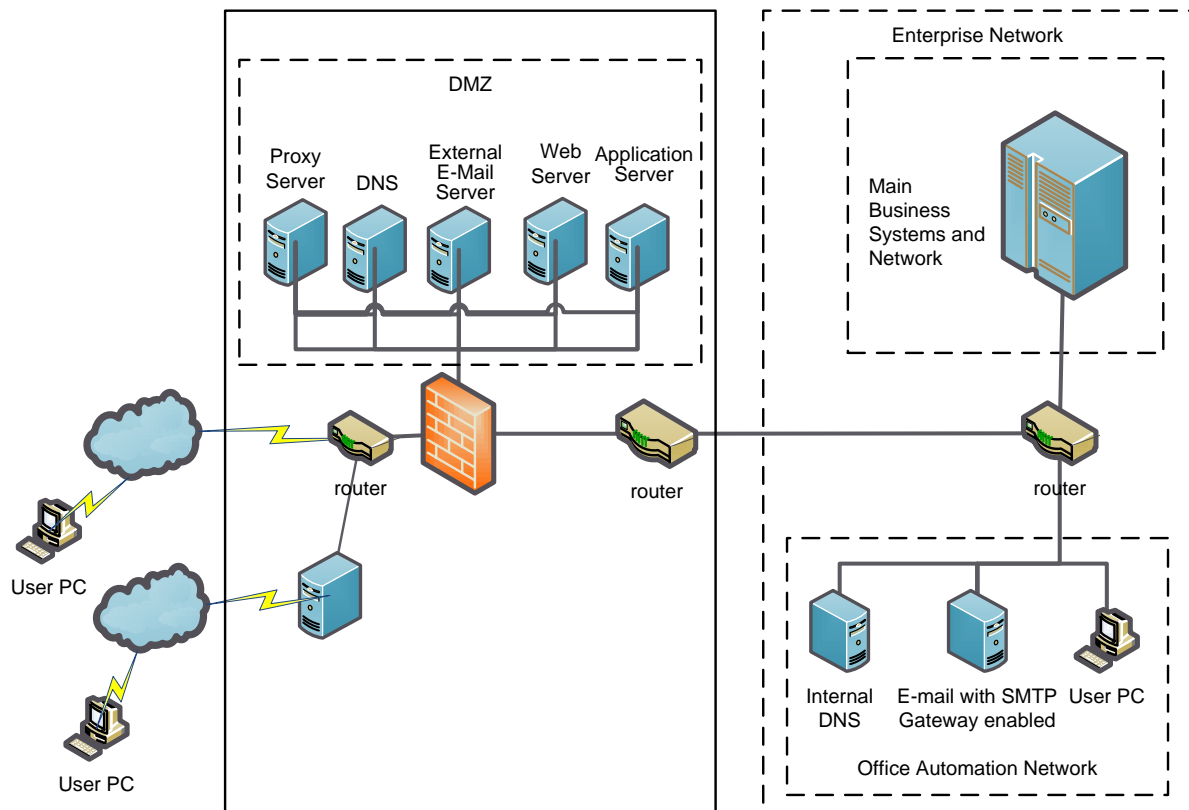 Enterprise Network
DMZ
Proxy
Server
DNS
External
E-Mail
Server
Web
Server
Application
Server
Main
Business
Systems and
Network
router
router
router
User PC
User PC
Internal
DNS
E-mail with SMTP
Gateway enabled
User PC
Office Automation Network